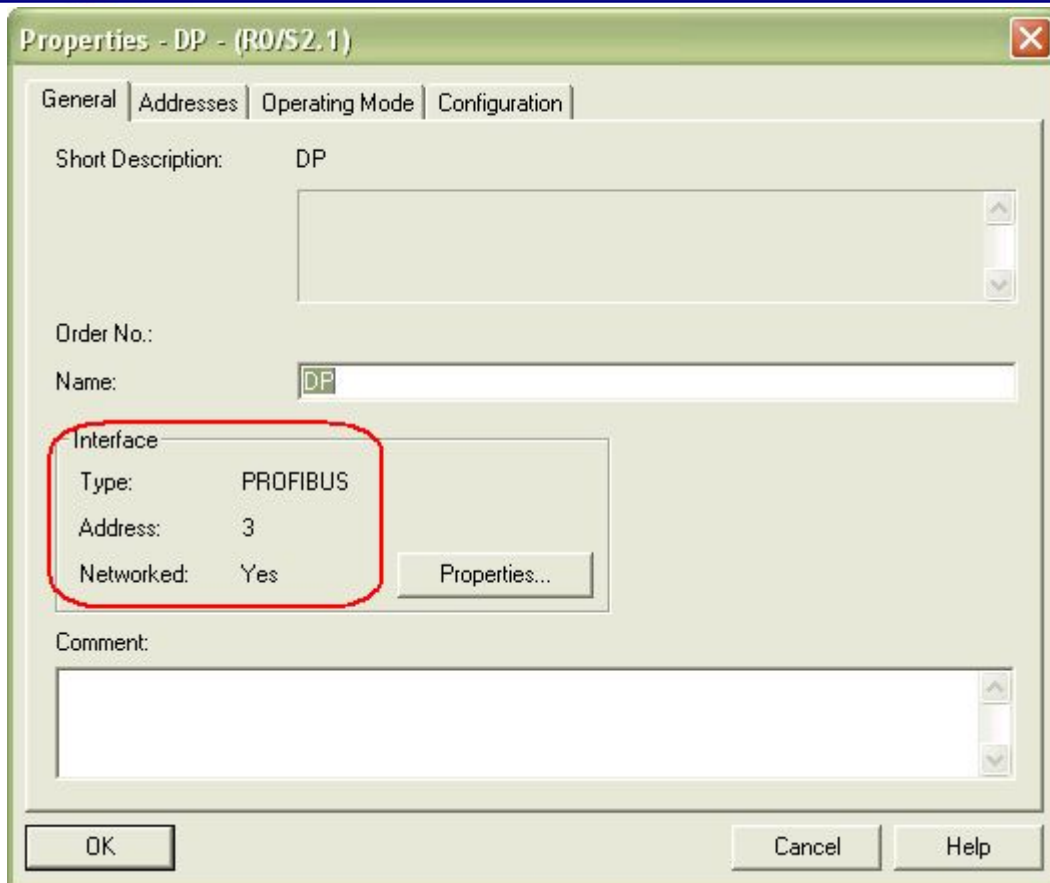 Properties - DP - (R0/S2.1)
General Addresses Operating Mode Configuration
Short Description: DP
Order No.:
Name: DP
Interface
Type: PROFIBUS
Address: 3
Networked: Yes Properties...
Comment:
OK Cancel Help